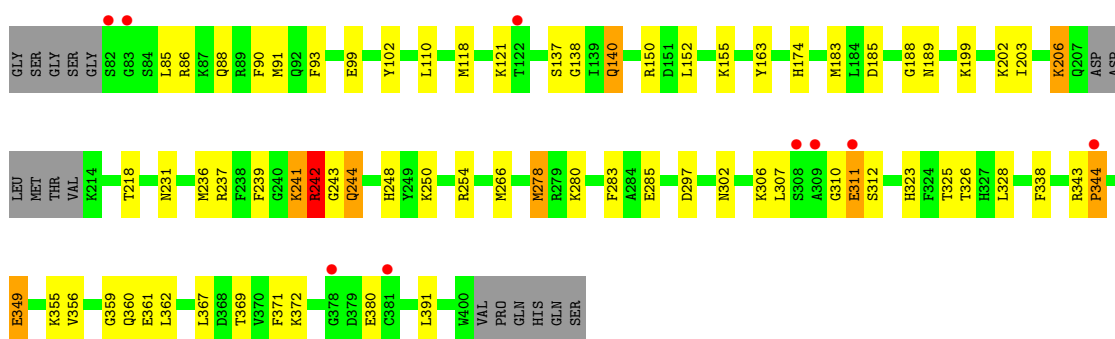 GLY SER GLY SER GLY S82 G83 S84 L85 R86 K87 Q88 R89 F90 M91 Q92 F93 E99 Y102 L110 M118 K121 T122 S137 G138 I139 Q140 R150 D151 L152 K155 Y163 H174 M183 L184 D185 G188 N189 K199 K202 I203 K206 Q207 ASP ASP
LEU MET THR VAL K214 T218 N231 M236 R237 F238 F239 G240 K241 R242 G243 Q244 H248 Y249 K250 R254 M266 M278 R279 K280 F283 A284 E285 D297 N302 K306 L307 S308 A309 G310 E311 S312 H323 F324 T325 T326 H327 L328 F338 R343 P344
E349 K355 V356 G359 Q360 E361 L362 L367 D368 T369 V370 F371 K372 G378 D379 E380 C381 L391 W400 VAL PRO GLN HIS GLN SER